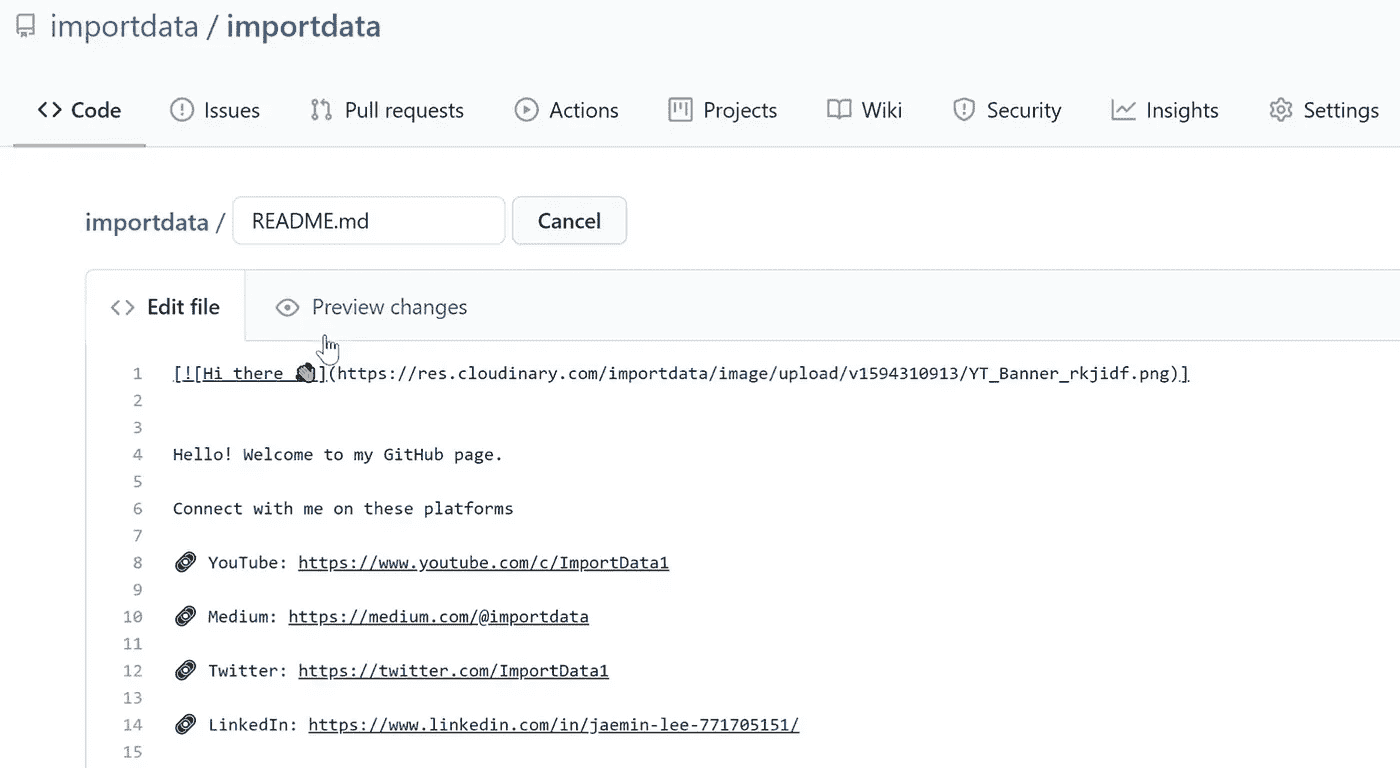 importdata / importdata
Code Issues Pull requests Actions Projects Wiki Security Insights Settings
importdata / README.md Cancel
Edit file Preview changes
1 [![Hi there 👋](https://res.cloudinary.com/importdata/image/upload/v1594310913/YT_Banner_rkjidf.png)]
2
3
4 Hello! Welcome to my GitHub page.
5
6 Connect with me on these platforms
7
8 🔗 YouTube: https://www.youtube.com/c/ImportData1
9
10 🔗 Medium: https://medium.com/@importdata
11
12 🔗 Twitter: https://twitter.com/ImportData1
13
14 🔗 LinkedIn: https://www.linkedin.com/in/jaemin-lee-771705151/
15